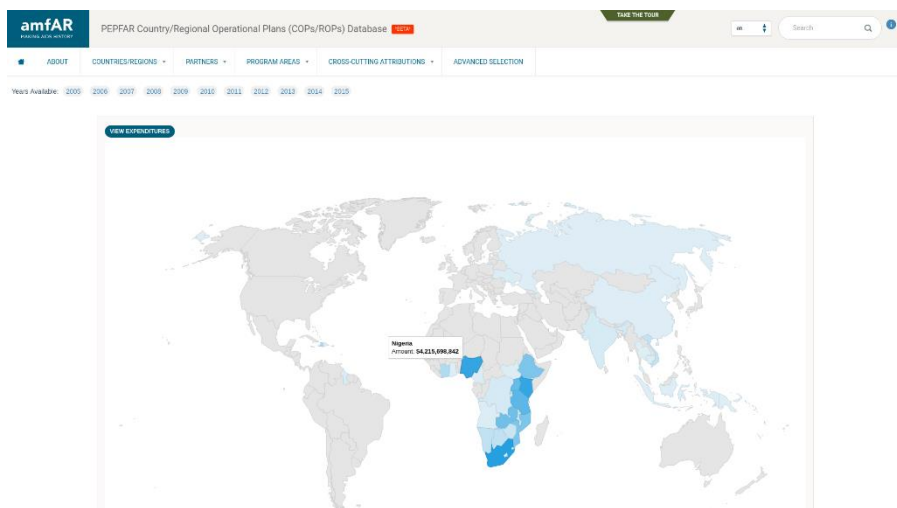 TAKE THE TOUR
amfAR
MAKING AIDS HISTORY
PEPFAR Country/Regional Operational Plans (COPs/ROPs) Database *BETA*
All
Search
ABOUT
COUNTRIES/REGIONS
PARTNERS
PROGRAM AREAS
CROSS-CUTTING ATTRIBUTIONS
ADVANCED SELECTION
Years Available: 2005 2006 2007 2008 2009 2010 2011 2012 2013 2014 2015
VIEW EXPENDITURES
Nigeria
Amount: $4,215,698,842